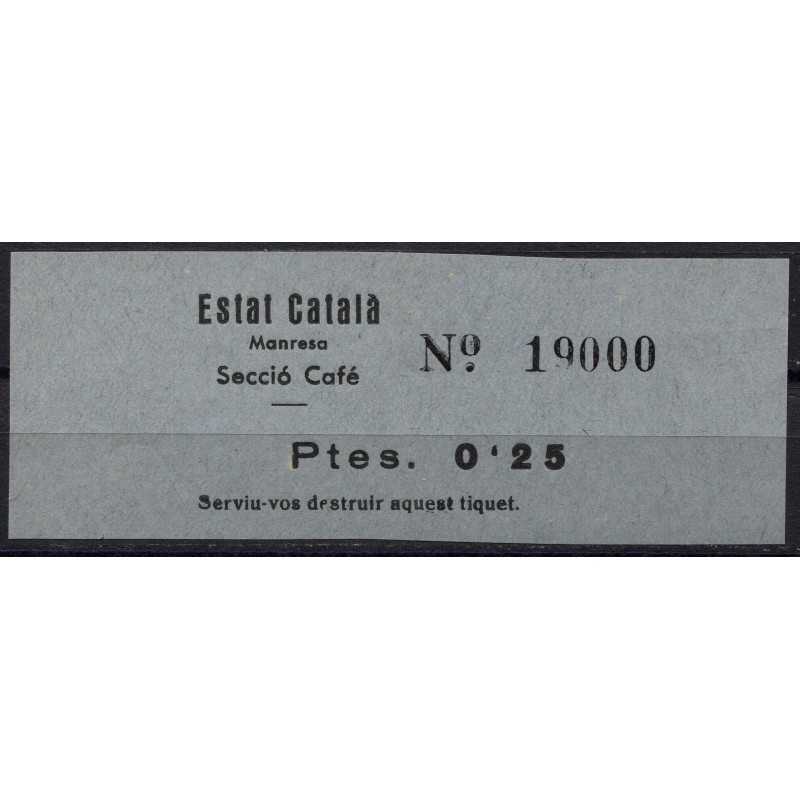 Estat Català
Manresa
Secció Café
Nº 19000
Ptes. 0'25
Serviu-vos destruir aquest tiquet.